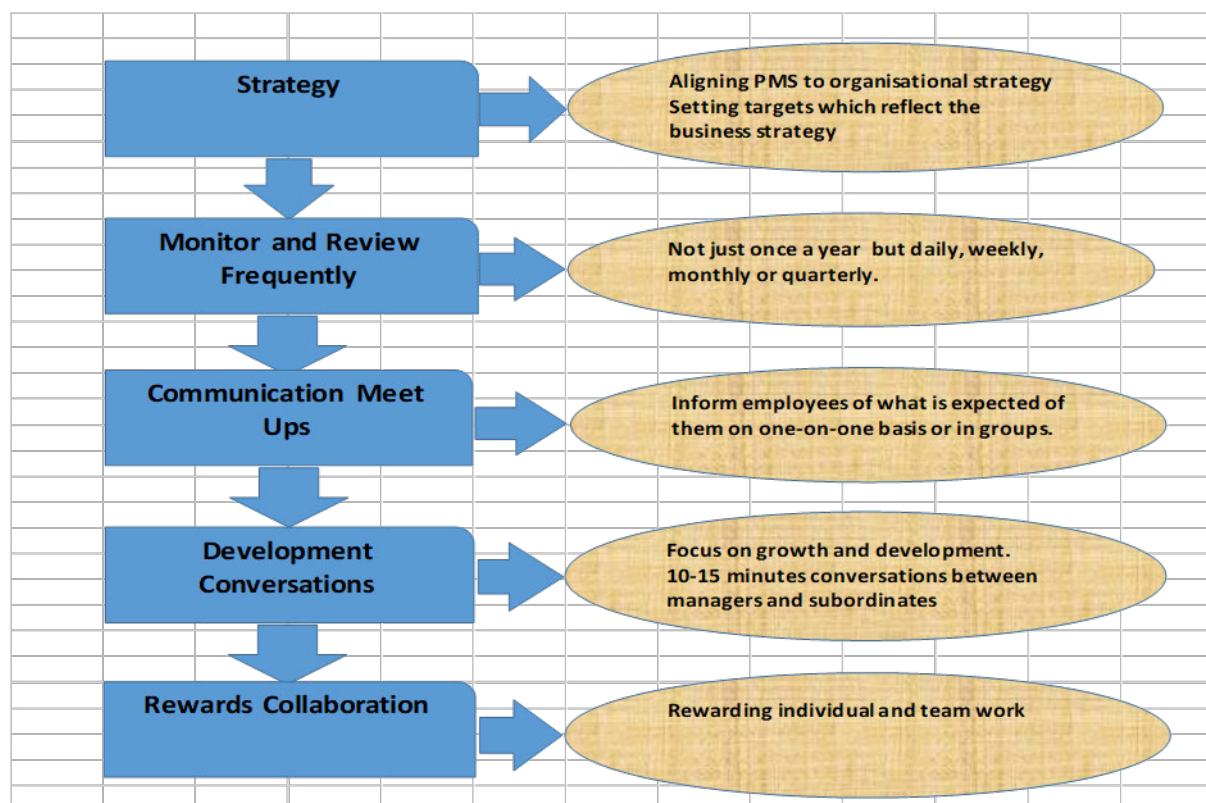 Strategy
Aligning PMS to organisational strategy
Setting targets which reflect the
business strategy
Monitor and Review
Frequently
Not just once a year but daily, weekly,
monthly or quarterly.
Communication Meet
Ups
Inform employees of what is expected of
them on one-on-one basis or in groups.
Development
Conversations
Focus on growth and development.
10-15 minutes conversations between
managers and subordinates
Rewards Collaboration
Rewarding individual and team work